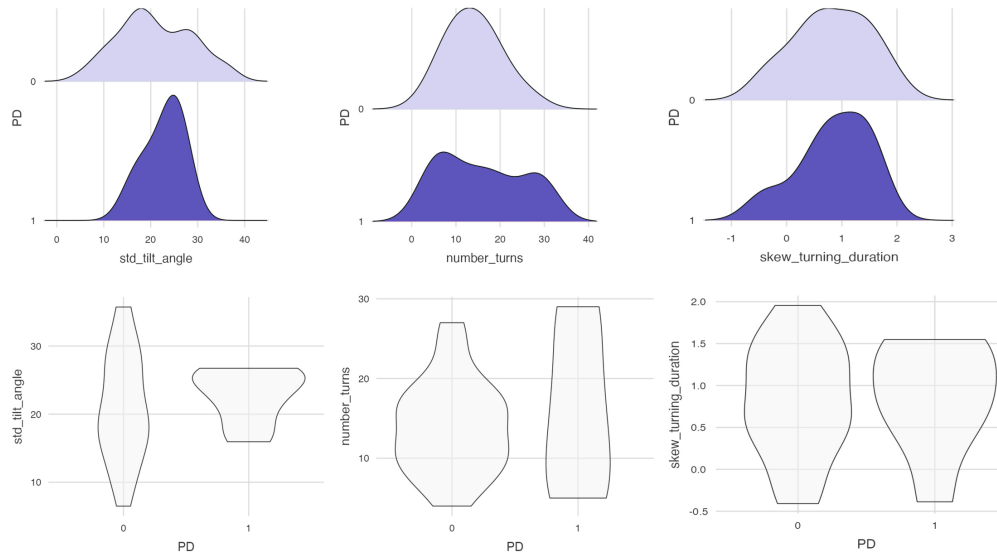 0
PD
1
0 10 20 30 40
std_tilt_angle
0
PD
1
0 10 20 30 40
number_turns
0
PD
1
-1 0 1 2 3
skew_turning_duration
30
20
10
std_tilt_angle
0 1
PD
30
20
10
number_turns
0 1
PD
2.0
1.5
1.0
0.5
0.0
-0.5
skew_turning_duration
0 1
PD